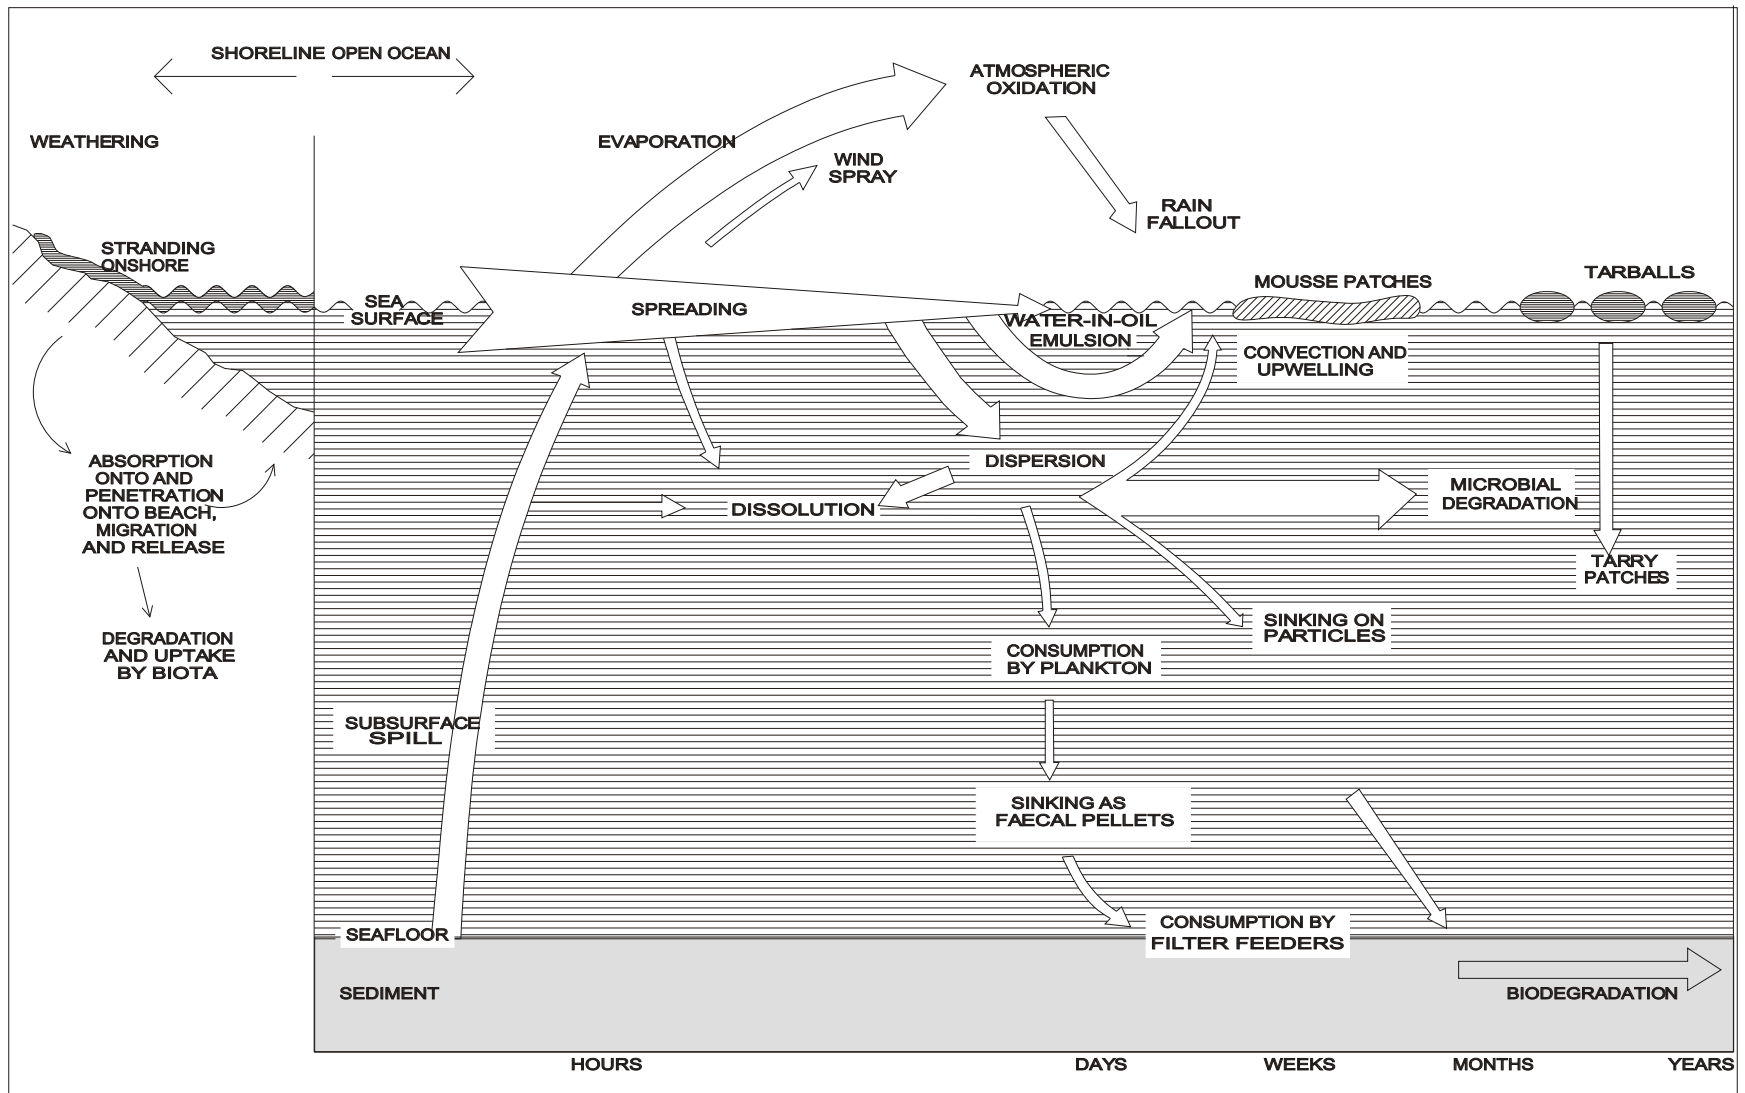 SHORELINE OPEN OCEAN
ATMOSPHERIC
OXIDATION
WEATHERING
EVAPORATION
WIND
SPRAY
RAIN
FALLOUT
STRANDING
ONSHORE
SEA
SURFACE
SPREADING
MOUSSE PATCHES
TARBALLS
WATER-IN-OIL
EMULSION
CONVECTION AND
UPWELLING
ABSORPTION
ONTO AND
PENETRATION
ONTO BEACH,
MIGRATION
AND RELEASE
DISPERSION
DISSOLUTION
MICROBIAL
DEGRADATION
TARRY
PATCHES
DEGRADATION
AND UPTAKE
BY BIOTA
SINKING ON
PARTICLES
CONSUMPTION
BY PLANKTON
SUBSURFACE
SPILL
SINKING AS
FAECAL PELLETS
SEAFLOOR
CONSUMPTION BY
FILTER FEEDERS
SEDIMENT
BIODEGRADATION
HOURS DAYS WEEKS MONTHS YEARS